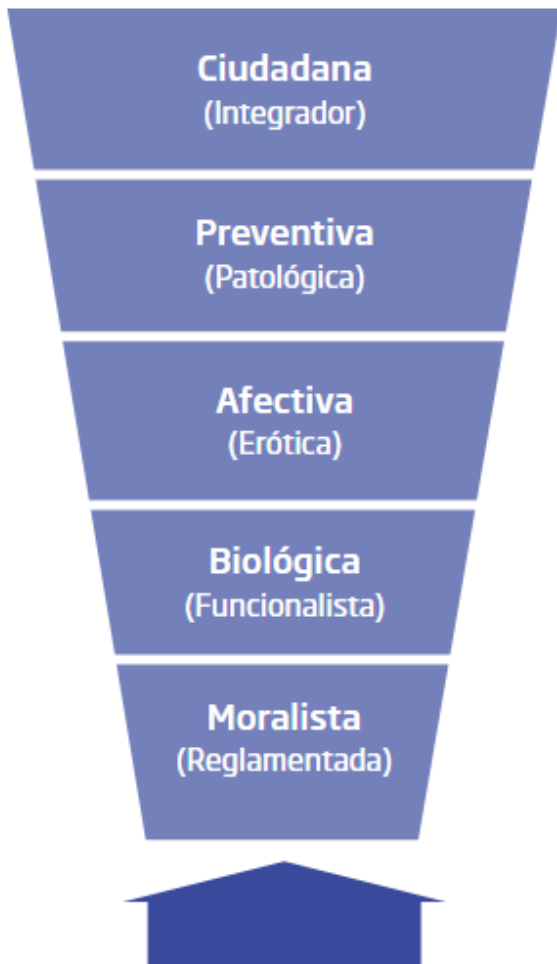 Ciudadana
(Integrador)
Preventiva
(Patológica)
Afectiva
(Erótica)
Biológica
(Funcionalista)
Moralista
(Reglamentada)